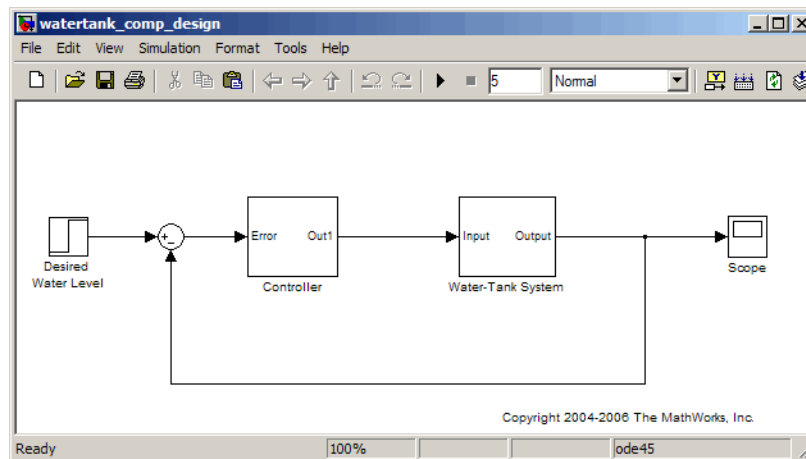 watertank_comp_design
File Edit View Simulation Format Tools Help
5 Normal
Desired
Water Level
+
-
Error Out1
Controller
Input Output
Water-Tank System
Scope
Copyright 2004-2006 The MathWorks, Inc.
Ready 100% ode45